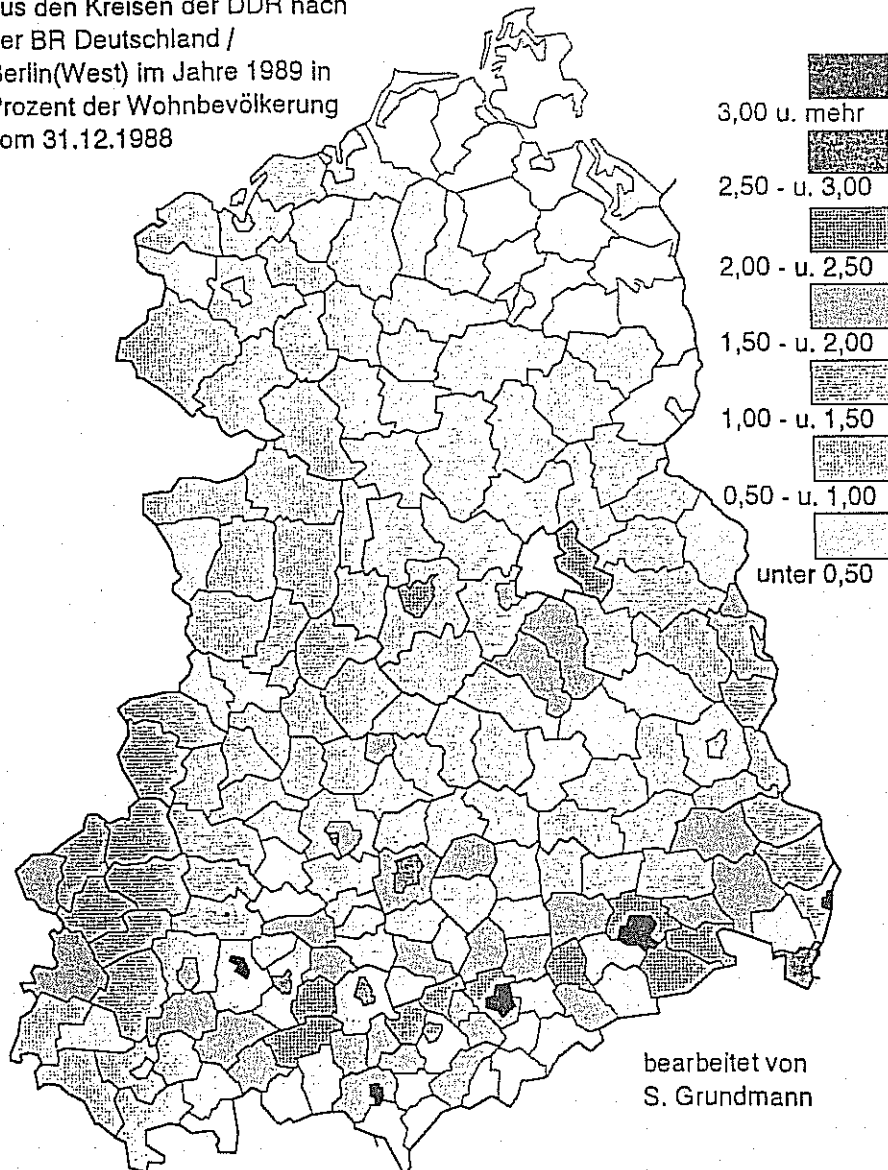 us den Kreisen der DDR nach
er BR Deutschland /
Berlin(West) im Jahre 1989 in
Prozent der Wohnbevölkerung
om 31.12.1988
3,00 u. mehr
2,50 - u. 3,00
2,00 - u. 2,50
1,50 - u. 2,00
1,00 - u. 1,50
0,50 - u. 1,00
unter 0,50
bearbeitet von
S. Grundmann